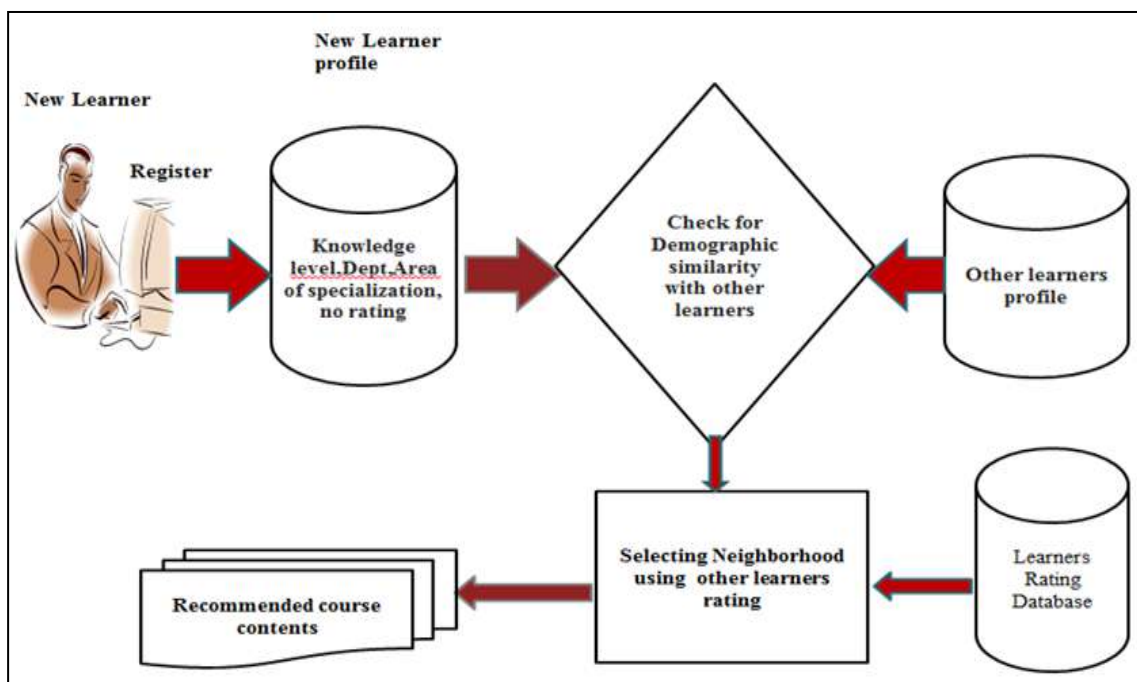 New Learner
profile
New Learner
Register
Knowledge
level,Dept,Area
of specialization,
no rating
Check for
Demographic
similarity
with other
learners
Other learners
profile
Selecting Neighborhood
using other learners
rating
Learners
Rating
Database
Recommended course
contents